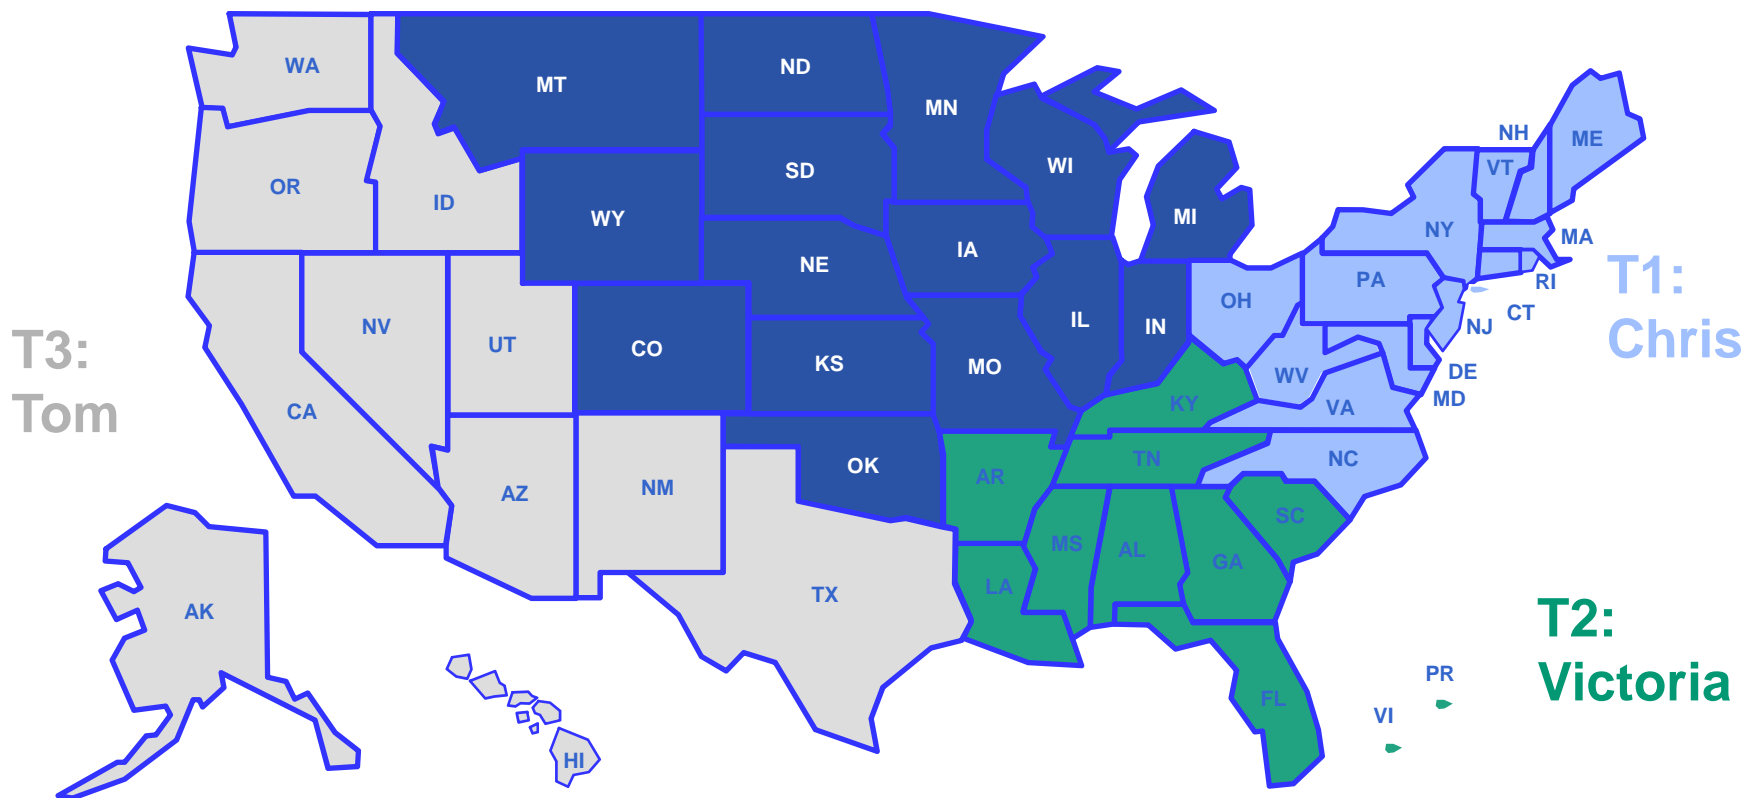 WA
MT
ND
MN
NH
ME
VT
OR
ID
SD
WI
WY
MI
NY
MA
IA
NE
PA
RI
T1:
Chris
OH
CT
NJ
NV
UT
CO
KS
MO
IL
IN
WV
DE
MD
VA
T3:
Tom
CA
KY
NC
TN
OK
AR
AZ
NM
SC
MS
AL
GA
LA
TX
AK
T2:
Victoria
PR
FL
VI
HI